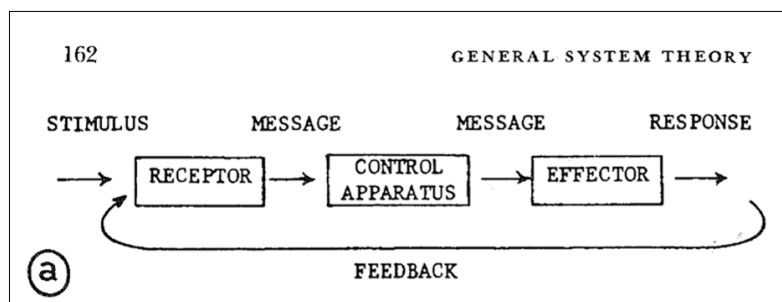 162 GENERAL SYSTEM THEORY
STIMULUS MESSAGE MESSAGE RESPONSE
RECEPTOR CONTROL APPARATUS EFFECTOR
FEEDBACK
a